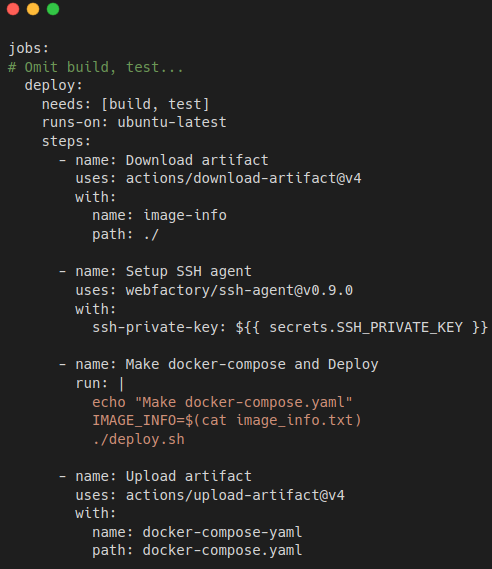 jobs:
# Omit build, test...
  deploy:
    needs: [build, test]
    runs-on: ubuntu-latest
    steps:
      - name: Download artifact
        uses: actions/download-artifact@v4
        with:
          name: image-info
          path: ./

      - name: Setup SSH agent
        uses: webfactory/ssh-agent@v0.9.0
        with:
          ssh-private-key: ${{ secrets.SSH_PRIVATE_KEY }}

      - name: Make docker-compose and Deploy
        run: |
          echo "Make docker-compose.yaml"
          IMAGE_INFO=$(cat image_info.txt)
          ./deploy.sh

      - name: Upload artifact
        uses: actions/upload-artifact@v4
        with:
          name: docker-compose-yaml
          path: docker-compose.yaml